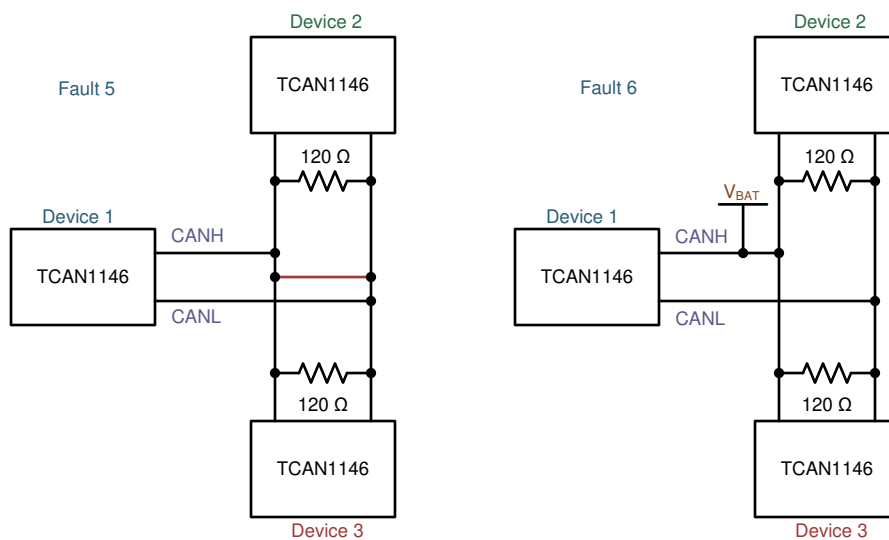 Device 2
TCAN1146
Fault 5
120 Ω
Device 1
CANH
TCAN1146
CANL
120 Ω
TCAN1146
Device 3
Device 2
TCAN1146
Fault 6
120 Ω
VBAT
Device 1
CANH
TCAN1146
CANL
120 Ω
TCAN1146
Device 3